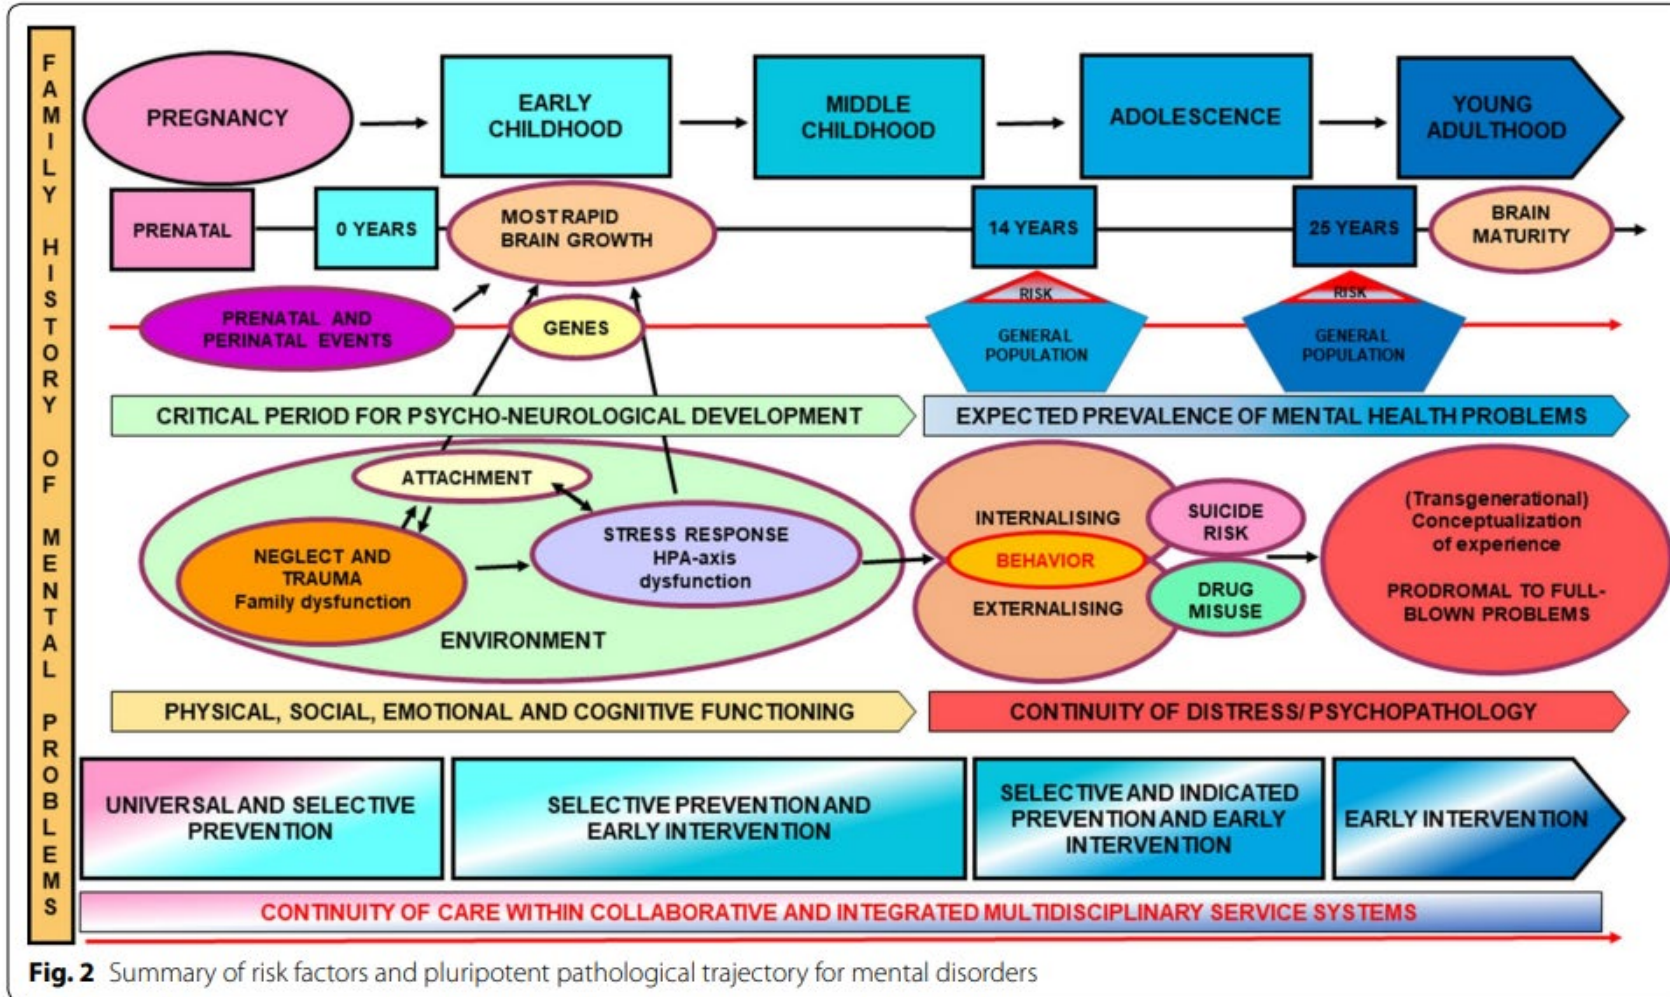 FAMILY HISTORY OF MENTAL PROBLEMS
PREGNANCY
EARLY
CHILDHOOD
MIDDLE
CHILDHOOD
ADOLESCENCE
YOUNG
ADULTHOOD
PRENATAL
0 YEARS
MOST RAPID
BRAIN GROWTH
14 YEARS
25 YEARS
BRAIN
MATURITY
PRENATAL AND
PERINATAL EVENTS
GENES
RISK
GENERAL
POPULATION
RISK
GENERAL
POPULATION
CRITICAL PERIOD FOR PSYCHO-NEUROLOGICAL DEVELOPMENT
EXPECTED PREVALENCE OF MENTAL HEALTH PROBLEMS
ATTACHMENT
NEGLECT AND
TRAUMA
Family dysfunction
STRESS RESPONSE
HPA-axis
dysfunction
ENVIRONMENT
INTERNALISING
BEHAVIOR
EXTERNALISING
SUICIDE
RISK
DRUG
MISUSE
(Transgenerational)
Conceptualization
of experience
PRODROMAL TO FULL-
BLOWN PROBLEMS
PHYSICAL, SOCIAL, EMOTIONAL AND COGNITIVE FUNCTIONING
CONTINUITY OF DISTRESS/ PSYCHOPATHOLOGY
UNIVERSAL AND SELECTIVE
PREVENTION
SELECTIVE PREVENTION AND
EARLY INTERVENTION
SELECTIVE AND INDICATED
PREVENTION AND EARLY
INTERVENTION
EARLY INTERVENTION
CONTINUITY OF CARE WITHIN COLLABORATIVE AND INTEGRATED MULTIDISCIPLINARY SERVICE SYSTEMS
Fig. 2 Summary of risk factors and pluripotent pathological trajectory for mental disorders